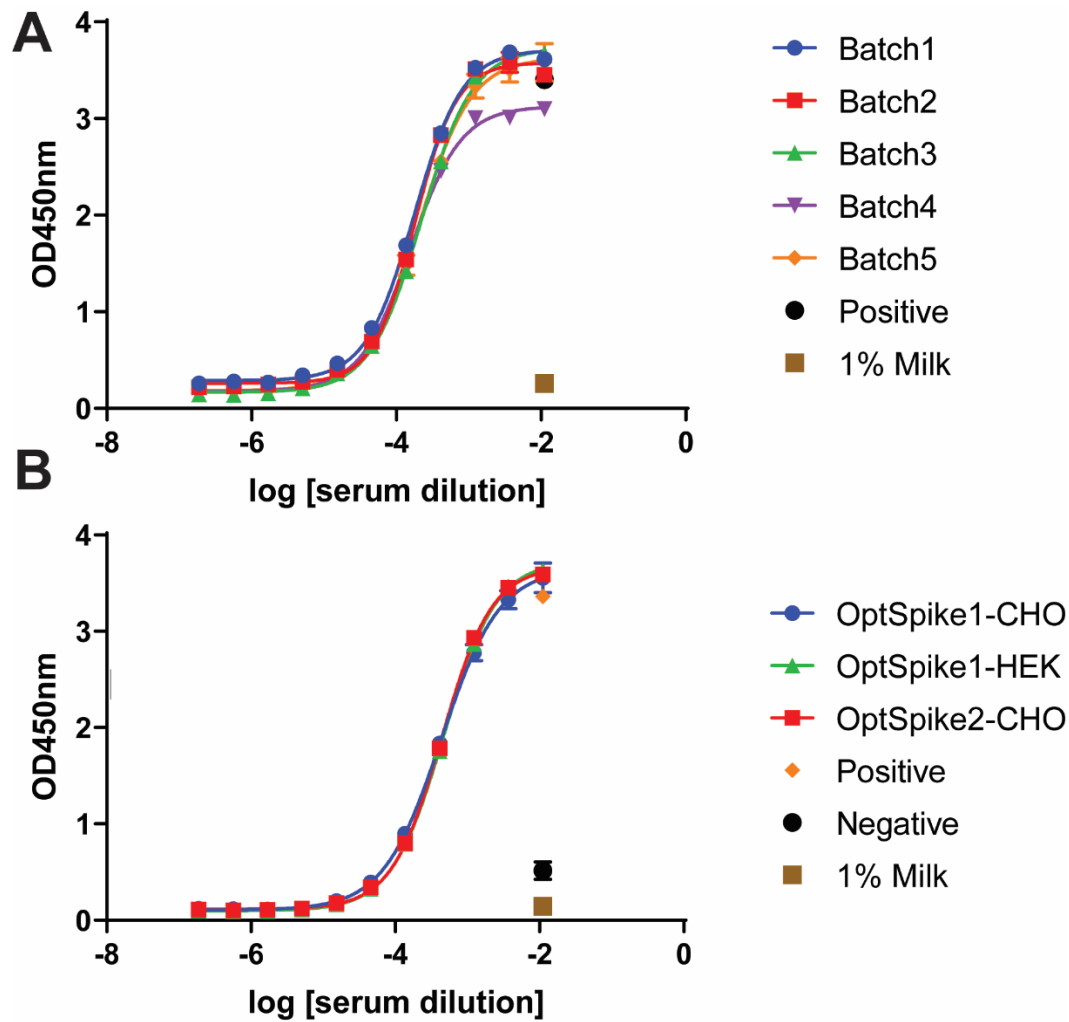 A
4
3
2
1
0
OD450nm
-8
-6
-4
-2
0
log [serum dilution]
Batch1
Batch2
Batch3
Batch4
Batch5
Positive
1% Milk
B
4
3
2
1
0
OD450nm
-8
-6
-4
-2
0
log [serum dilution]
OptSpike1-CHO
OptSpike1-HEK
OptSpike2-CHO
Positive
Negative
1% Milk